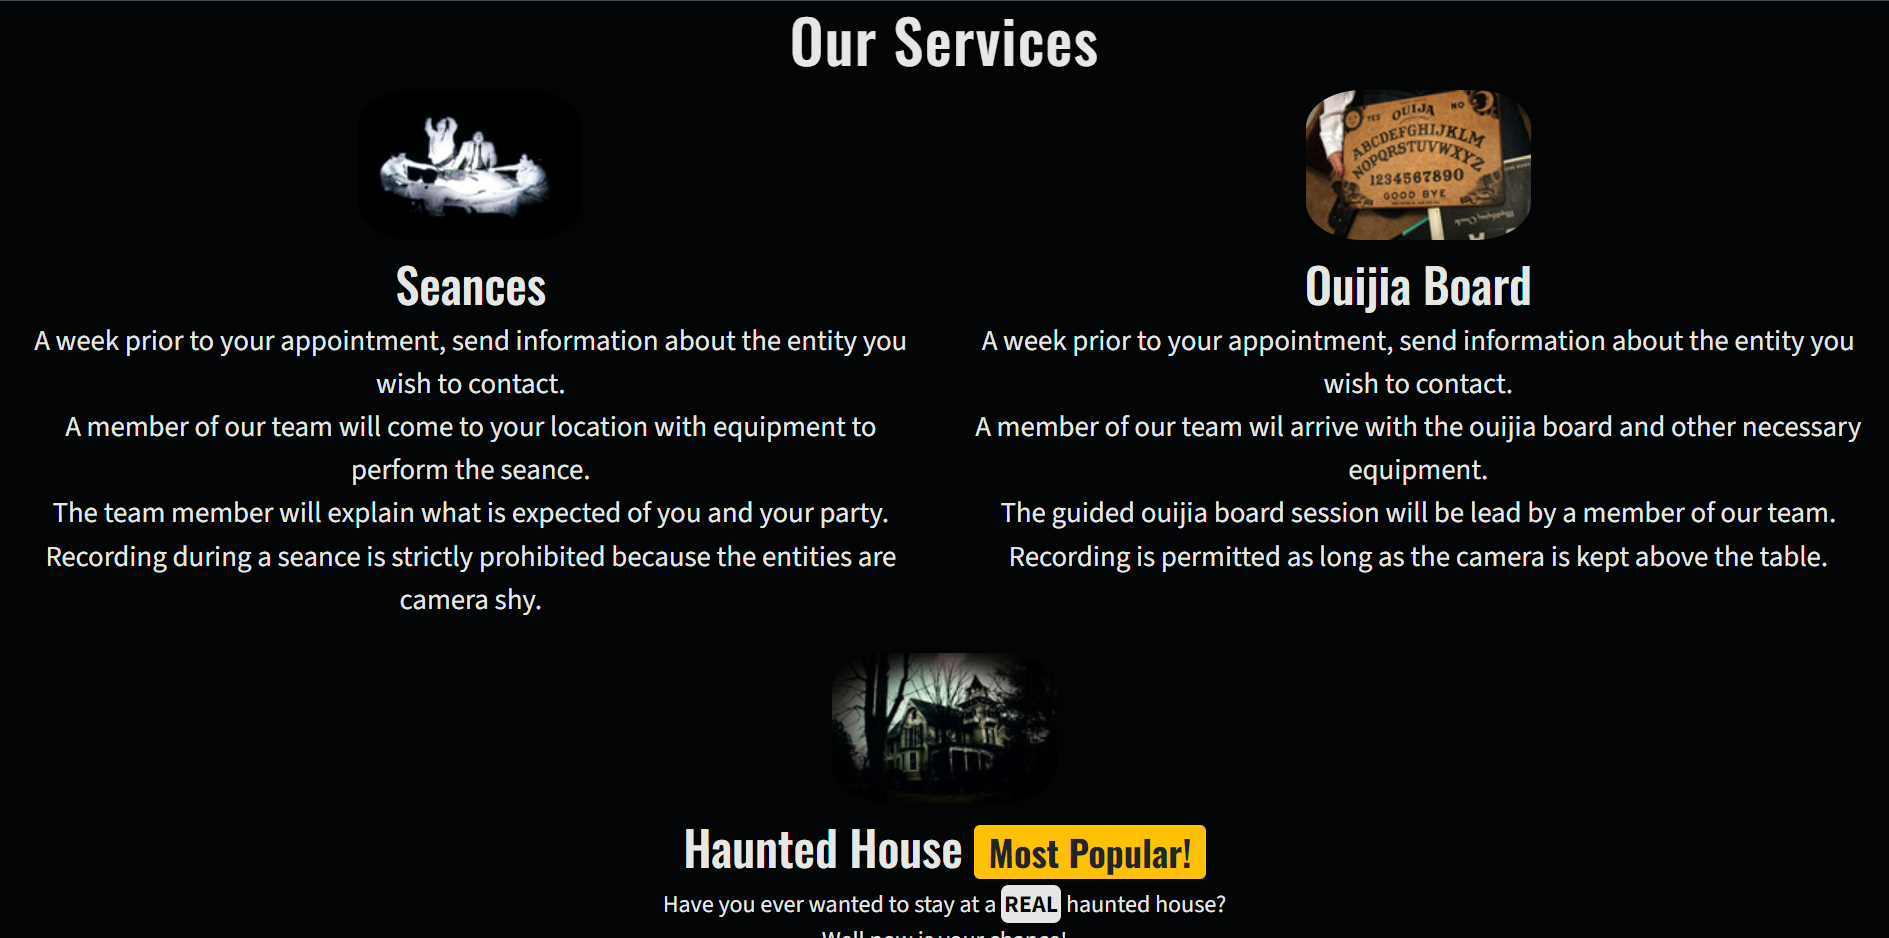 Our Services
YES OUIJA NO
ABCDEFGHIJKLM
NOPQRSTUVWXYZ
1234567890
GOOD BYE
Seances
A week prior to your appointment, send information about the entity you
wish to contact.
A member of our team will come to your location with equipment to
perform the seance.
The team member will explain what is expected of you and your party.
Recording during a seance is strictly prohibited because the entities are
camera shy.
Ouijia Board
A week prior to your appointment, send information about the entity you
wish to contact.
A member of our team wil arrive with the ouijia board and other necessary
equipment.
The guided ouijia board session will be lead by a member of our team.
Recording is permitted as long as the camera is kept above the table.
Haunted House Most Popular!
Have you ever wanted to stay at a REAL haunted house?
Well now is your chance!